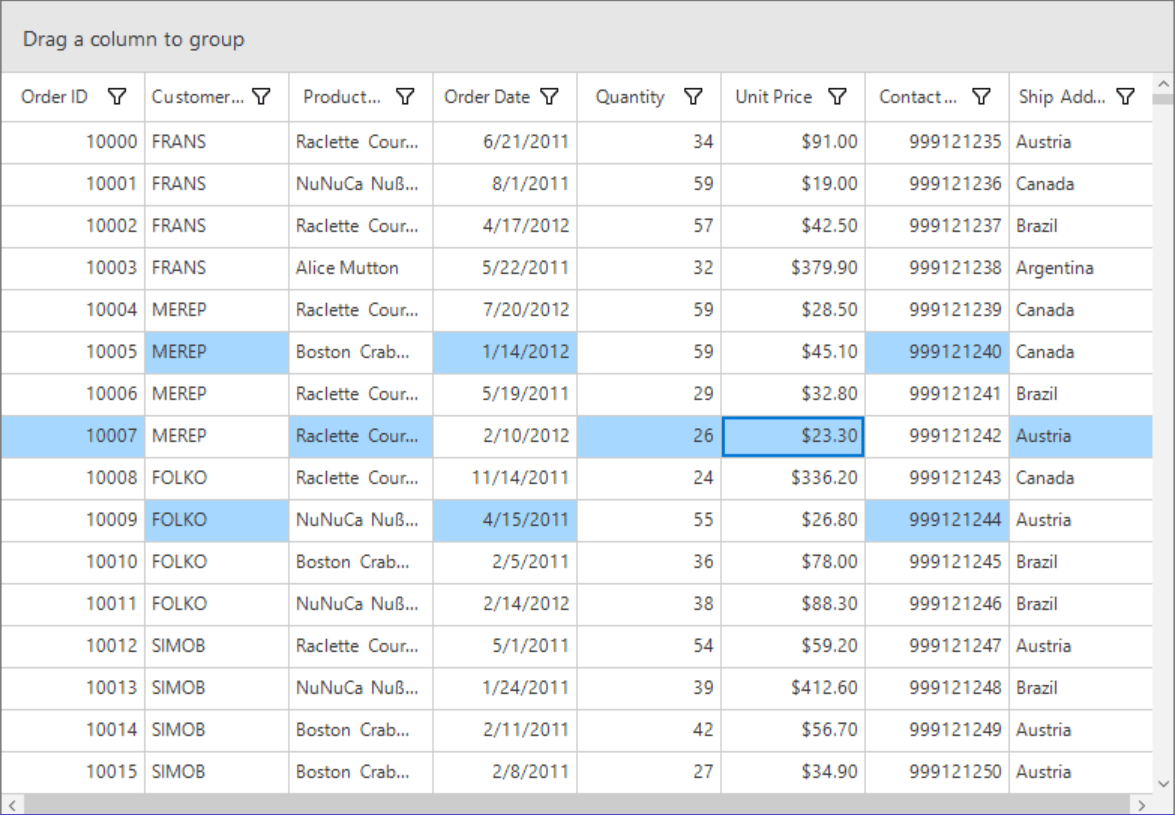 Drag a column to group
Order ID Customer... Product... Order Date Quantity Unit Price Contact ... Ship Add...
10000 FRANS Raclette Cour... 6/21/2011 34 $91.00 999121235 Austria
10001 FRANS NuNuCa Nuß... 8/1/2011 59 $19.00 999121236 Canada
10002 FRANS Raclette Cour... 4/17/2012 57 $42.50 999121237 Brazil
10003 FRANS Alice Mutton 5/22/2011 32 $379.90 999121238 Argentina
10004 MEREP Raclette Cour... 7/20/2012 59 $28.50 999121239 Canada
10005 MEREP Boston Crab... 1/14/2012 59 $45.10 999121240 Canada
10006 MEREP Raclette Cour... 5/19/2011 29 $32.80 999121241 Brazil
10007 MEREP Raclette Cour... 2/10/2012 26 $23.30 999121242 Austria
10008 FOLKO Raclette Cour... 11/14/2011 24 $336.20 999121243 Canada
10009 FOLKO NuNuCa Nuß... 4/15/2011 55 $26.80 999121244 Austria
10010 FOLKO Boston Crab... 2/5/2011 36 $78.00 999121245 Brazil
10011 FOLKO NuNuCa Nuß... 2/14/2012 38 $88.30 999121246 Brazil
10012 SIMOB Raclette Cour... 5/1/2011 54 $59.20 999121247 Austria
10013 SIMOB NuNuCa Nuß... 1/24/2011 39 $412.60 999121248 Brazil
10014 SIMOB Boston Crab... 2/11/2011 42 $56.70 999121249 Austria
10015 SIMOB Boston Crab... 2/8/2011 27 $34.90 999121250 Austria